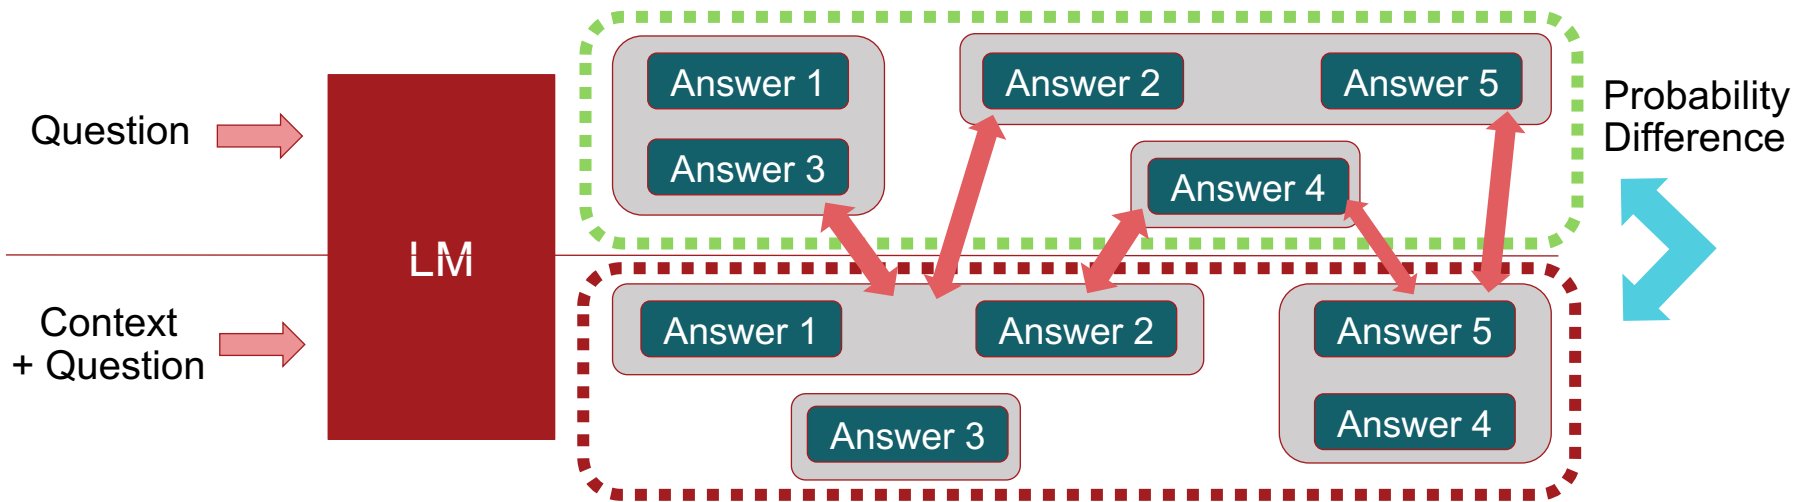 Question
Context
+ Question
LM
Answer 1
Answer 3
Answer 2
Answer 5
Answer 4
Answer 1
Answer 2
Answer 3
Answer 5
Answer 4
Probability
Difference